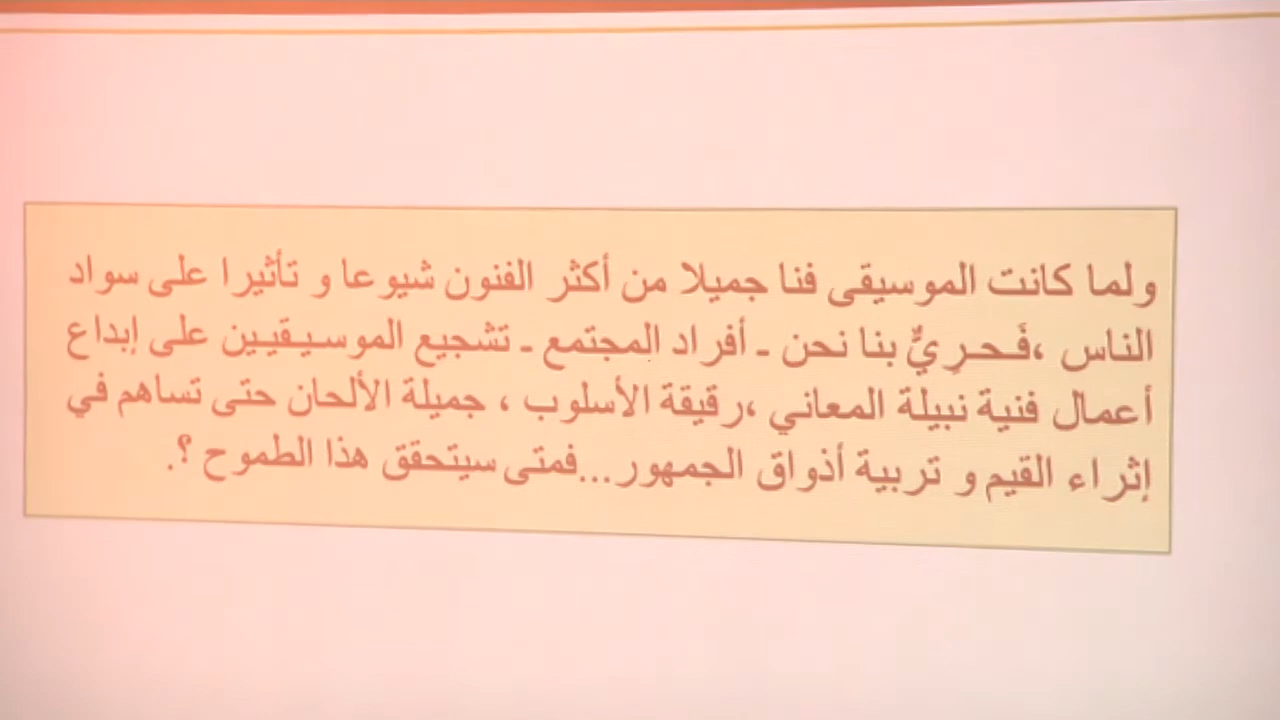 ولما كانت الموسيقى فنا جميلا من أكثر الفنون شيوعا و تأثيرا على سواد
الناس ،فَـحـرِيٌّ بنا نحن ـ أفراد المجتمع ـ تشجيع الموسـيـقيـين على إبداع
أعمال فنية نبيلة المعاني ،رقيقة الأسلوب ، جميلة الألحان حتى تساهم في
إثراء القيم و تربية أذواق الجمهور...فمتى سيتحقق هذا الطموح ؟.